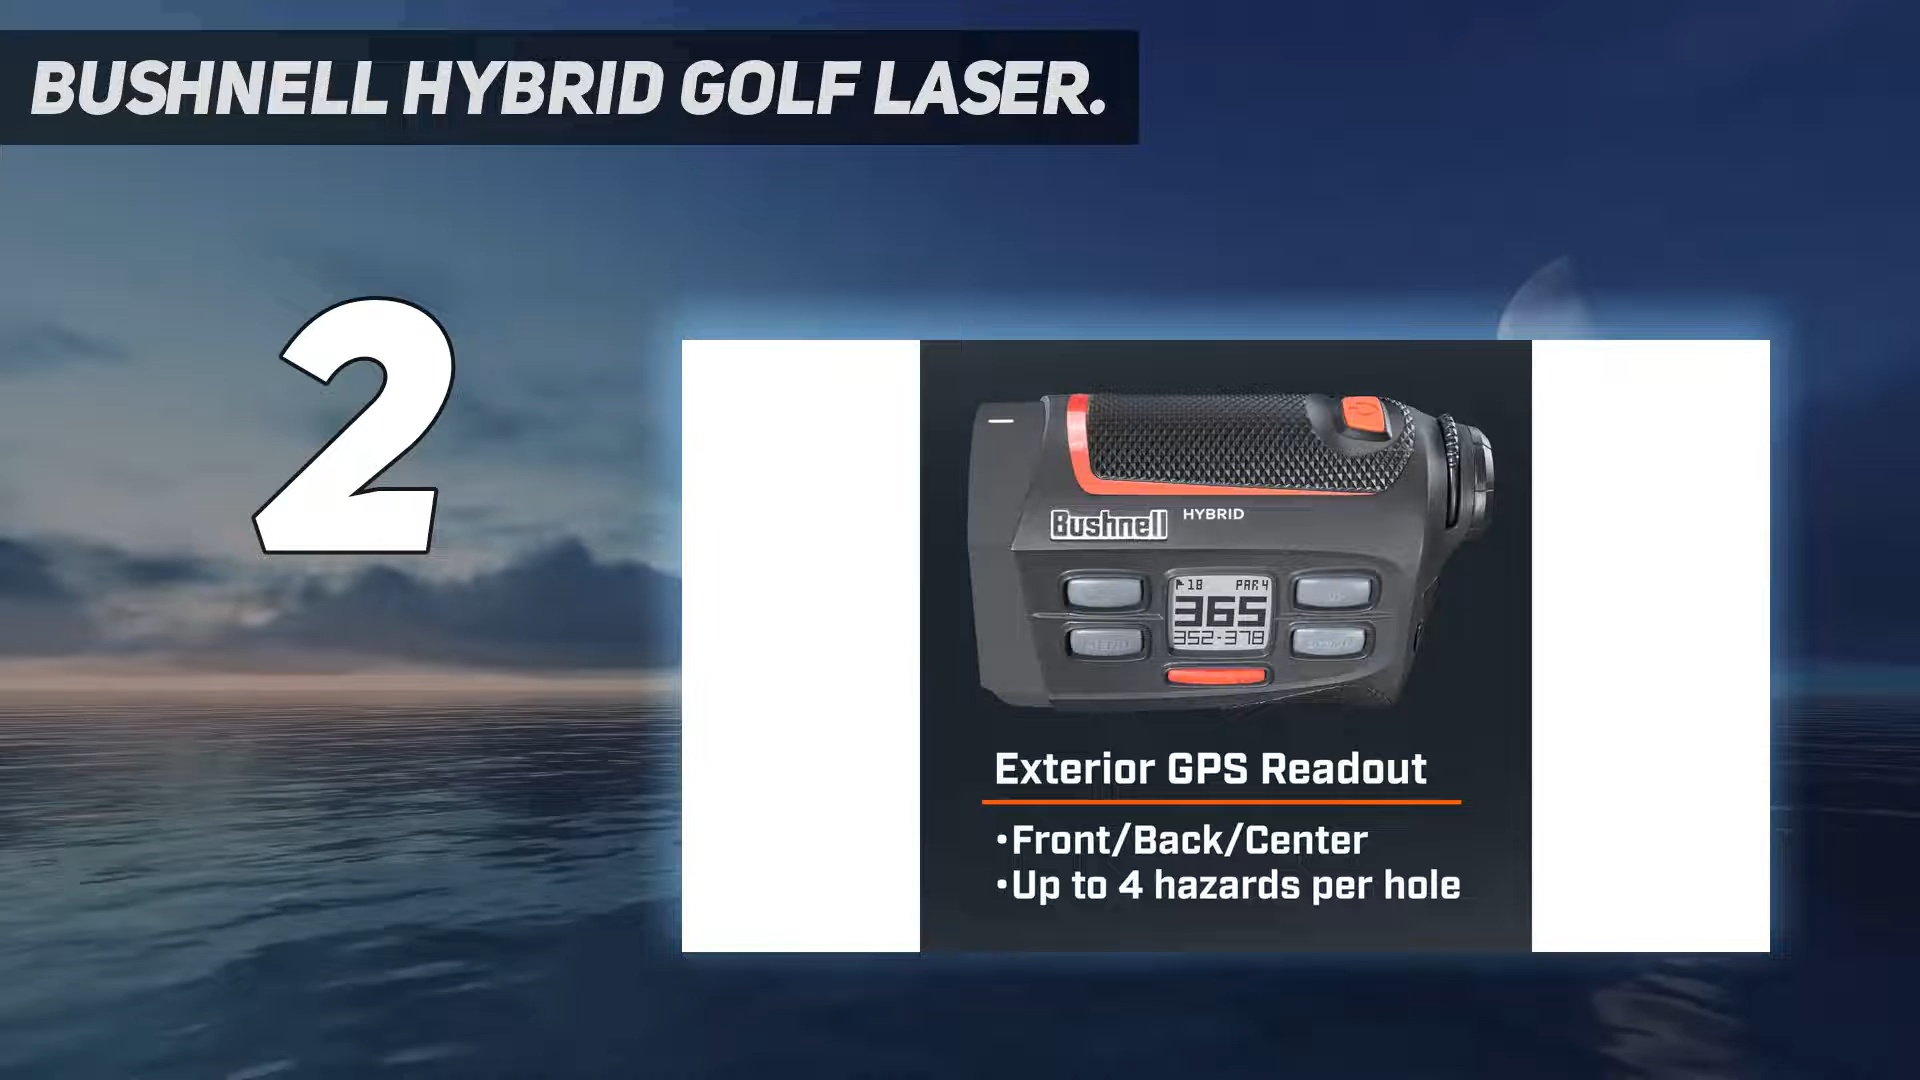 BUSHNELL HYBRID GOLF LASER.
2
Bushnell HYBRID
18 PAR 4
365
352-378
Exterior GPS Readout
•Front/Back/Center
•Up to 4 hazards per hole